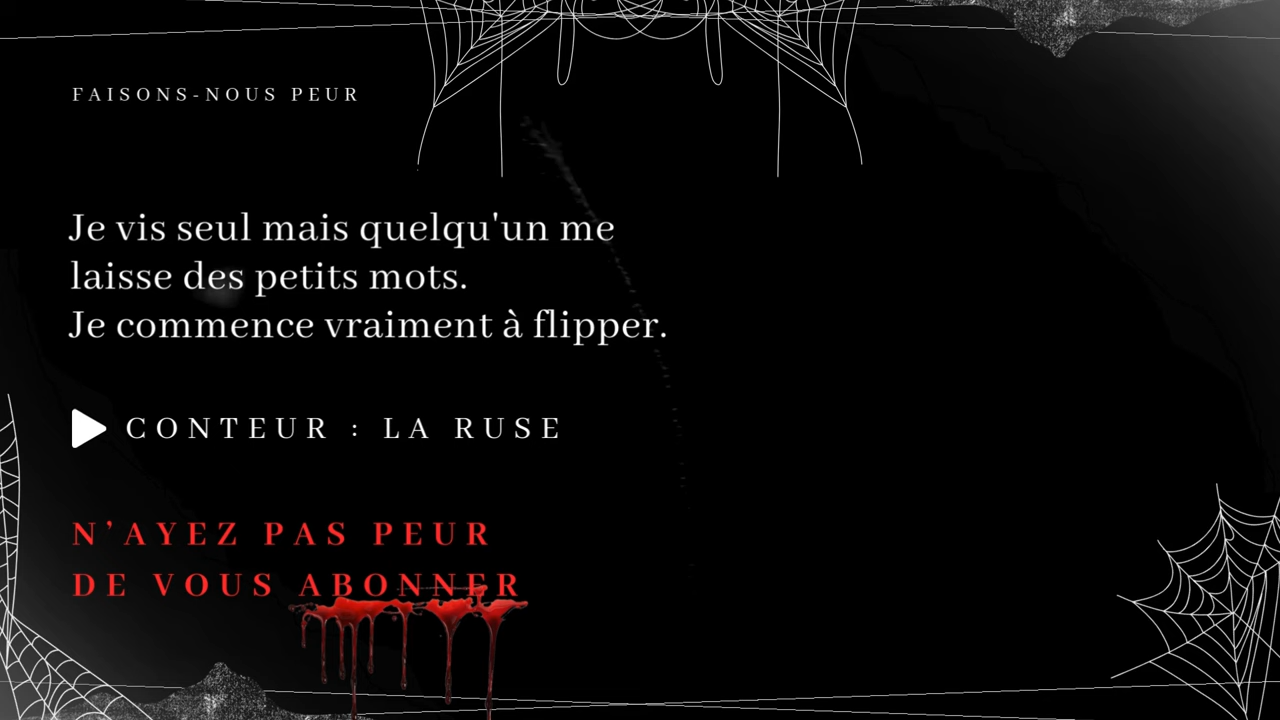 FAISONS-NOUS PEUR
Je vis seul mais quelqu'un me
laisse des petits mots.
Je commence vraiment à flipper.
CONTEUR : LA RUSE
N’AYEZ PAS PEUR
DE VOUS ABONNER